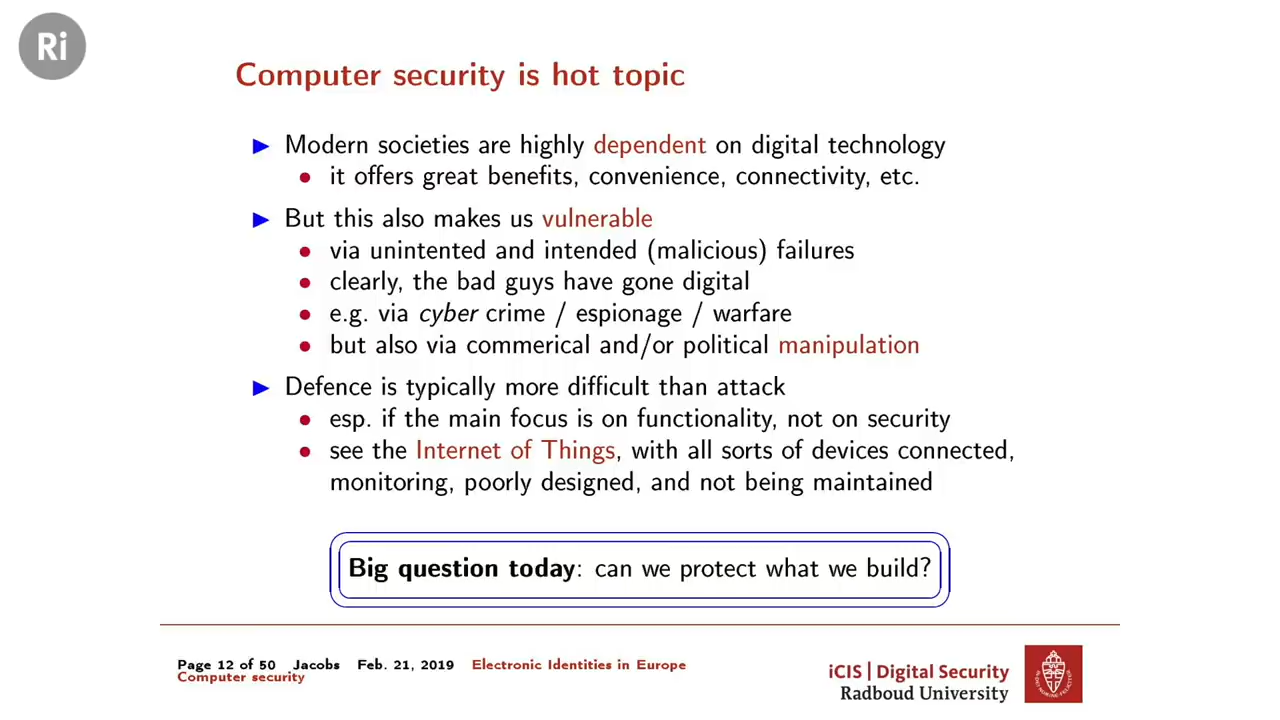 Ri
Computer security is hot topic
▶ Modern societies are highly dependent on digital technology
• it offers great benefits, convenience, connectivity, etc.
▶ But this also makes us vulnerable
• via unintented and intended (malicious) failures
• clearly, the bad guys have gone digital
• e.g. via cyber crime / espionage / warfare
• but also via commerical and/or political manipulation
▶ Defence is typically more difficult than attack
• esp. if the main focus is on functionality, not on security
• see the Internet of Things, with all sorts of devices connected,
monitoring, poorly designed, and not being maintained
Big question today: can we protect what we build?
Page 12 of 50 Jacobs Feb. 21, 2019 Electronic Identities in Europe
Computer security
iCIS | Digital Security
Radboud University